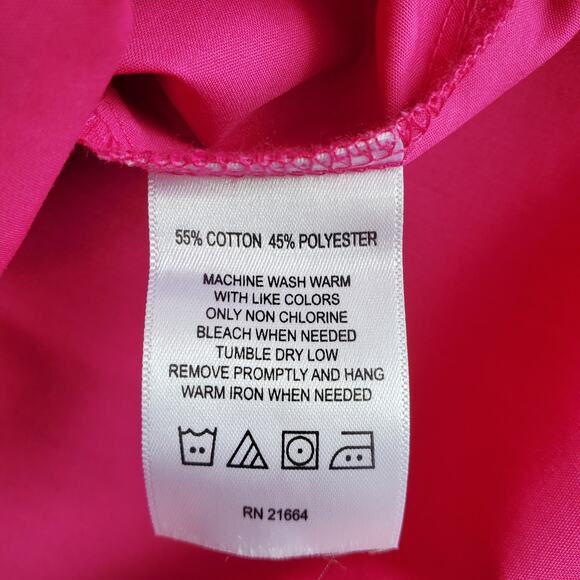 55% COTTON 45% POLYESTER
MACHINE WASH WARM
WITH LIKE COLORS
ONLY NON CHLORINE
BLEACH WHEN NEEDED
TUMBLE DRY LOW
REMOVE PROMPTLY AND HANG
WARM IRON WHEN NEEDED
RN 21664